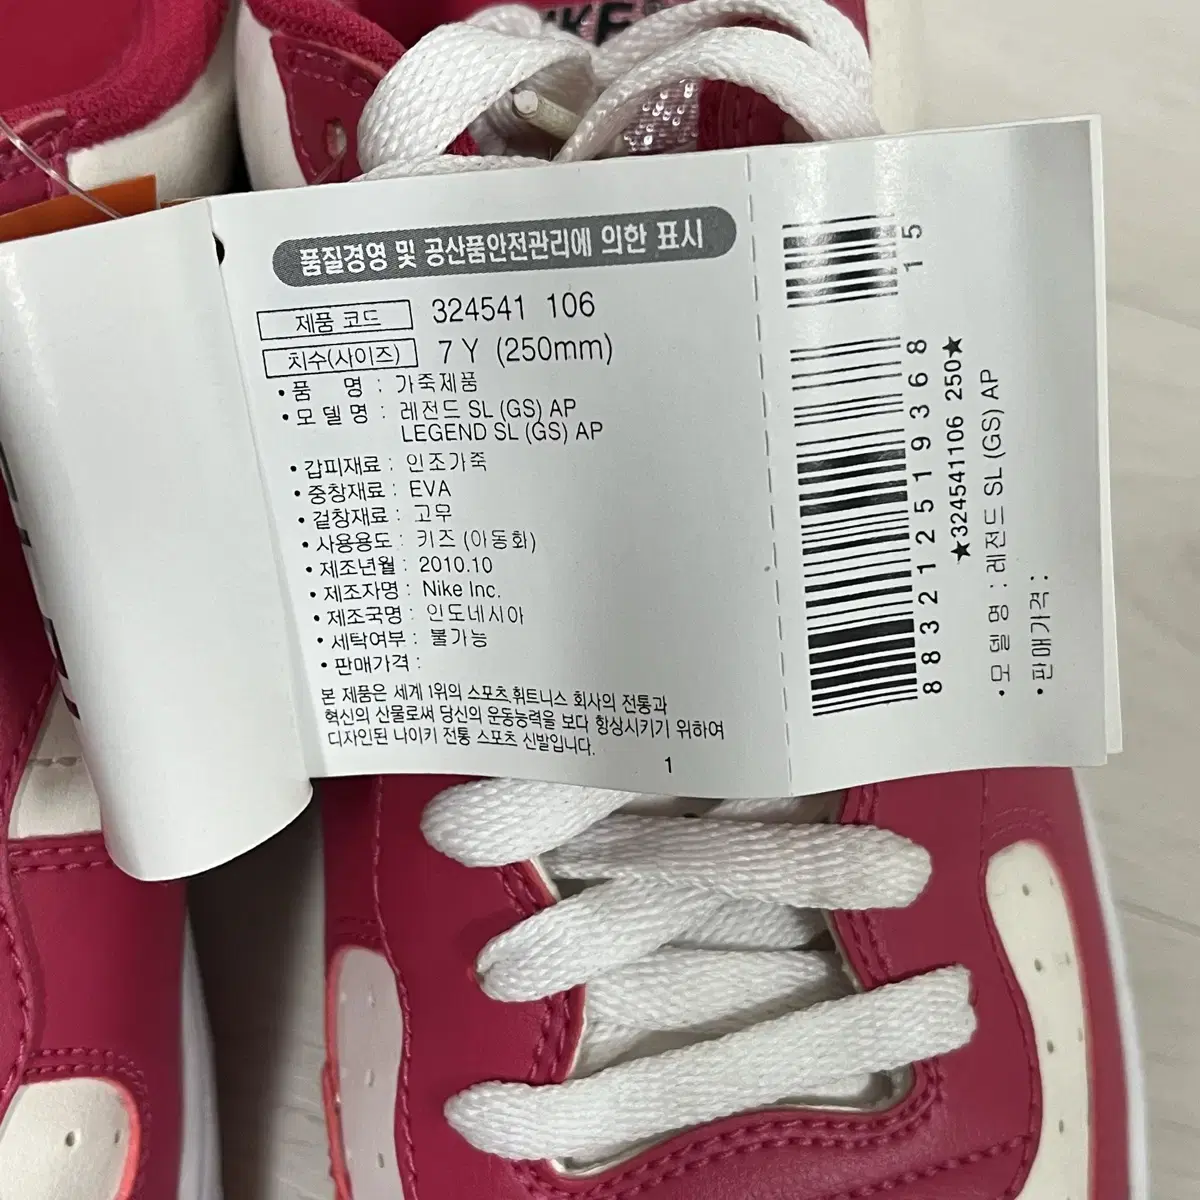 NIKE
품질경영 및 공산품안전관리에 의한 표시
제품 코드 324541 106
치수(사이즈) 7 Y (250mm)
• 품 명 : 가죽제품
• 모 델 명 : 레전드 SL (GS) AP
LEGEND SL (GS) AP
• 갑피재료 : 인조가죽
• 중창재료 : EVA
• 겉창재료 : 고무
• 사용용도 : 키즈 (아동화)
• 제조년월 : 2010.10
• 제조자명 : Nike Inc.
• 제조국명 : 인도네시아
• 세탁여부 : 불가능
• 판매가격 :
본 제품은 세계 1위의 스포츠.휘트니스 회사의 전통과
혁신의 산물로써 당신의 운동능력을 보다 향상시키기 위하여
디자인된 나이키 전통 스포츠 신발입니다.
1
883212519368 15
★324541106 250★
• 모 델 명 : 레전드 SL (GS) AP
• 판매가격 :